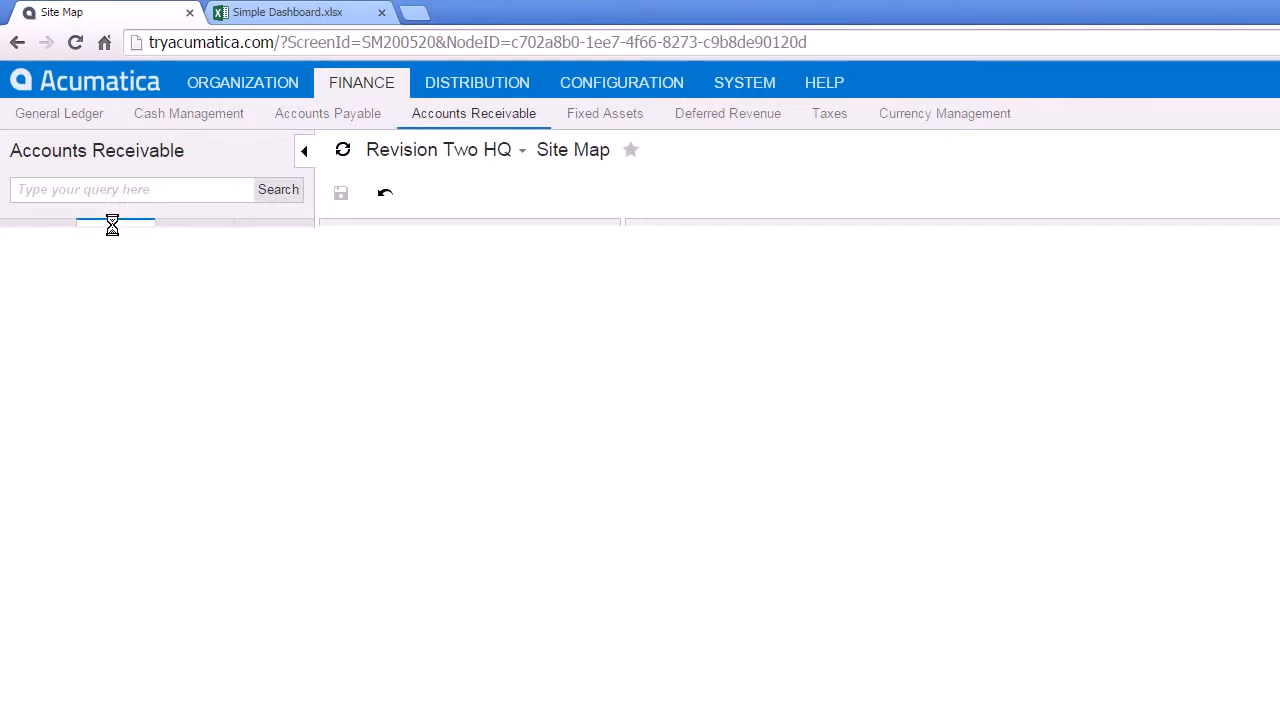 Site Map
Simple Dashboard.xlsx
tryacumatica.com/?ScreenId=SM200520&NodeID=c702a8b0-1ee7-4f66-8273-c9b8de90120d
Acumatica ORGANIZATION FINANCE DISTRIBUTION CONFIGURATION SYSTEM HELP
General Ledger Cash Management Accounts Payable Accounts Receivable Fixed Assets Deferred Revenue Taxes Currency Management
Accounts Receivable
Revision Two HQ Site Map
Type your query here Search